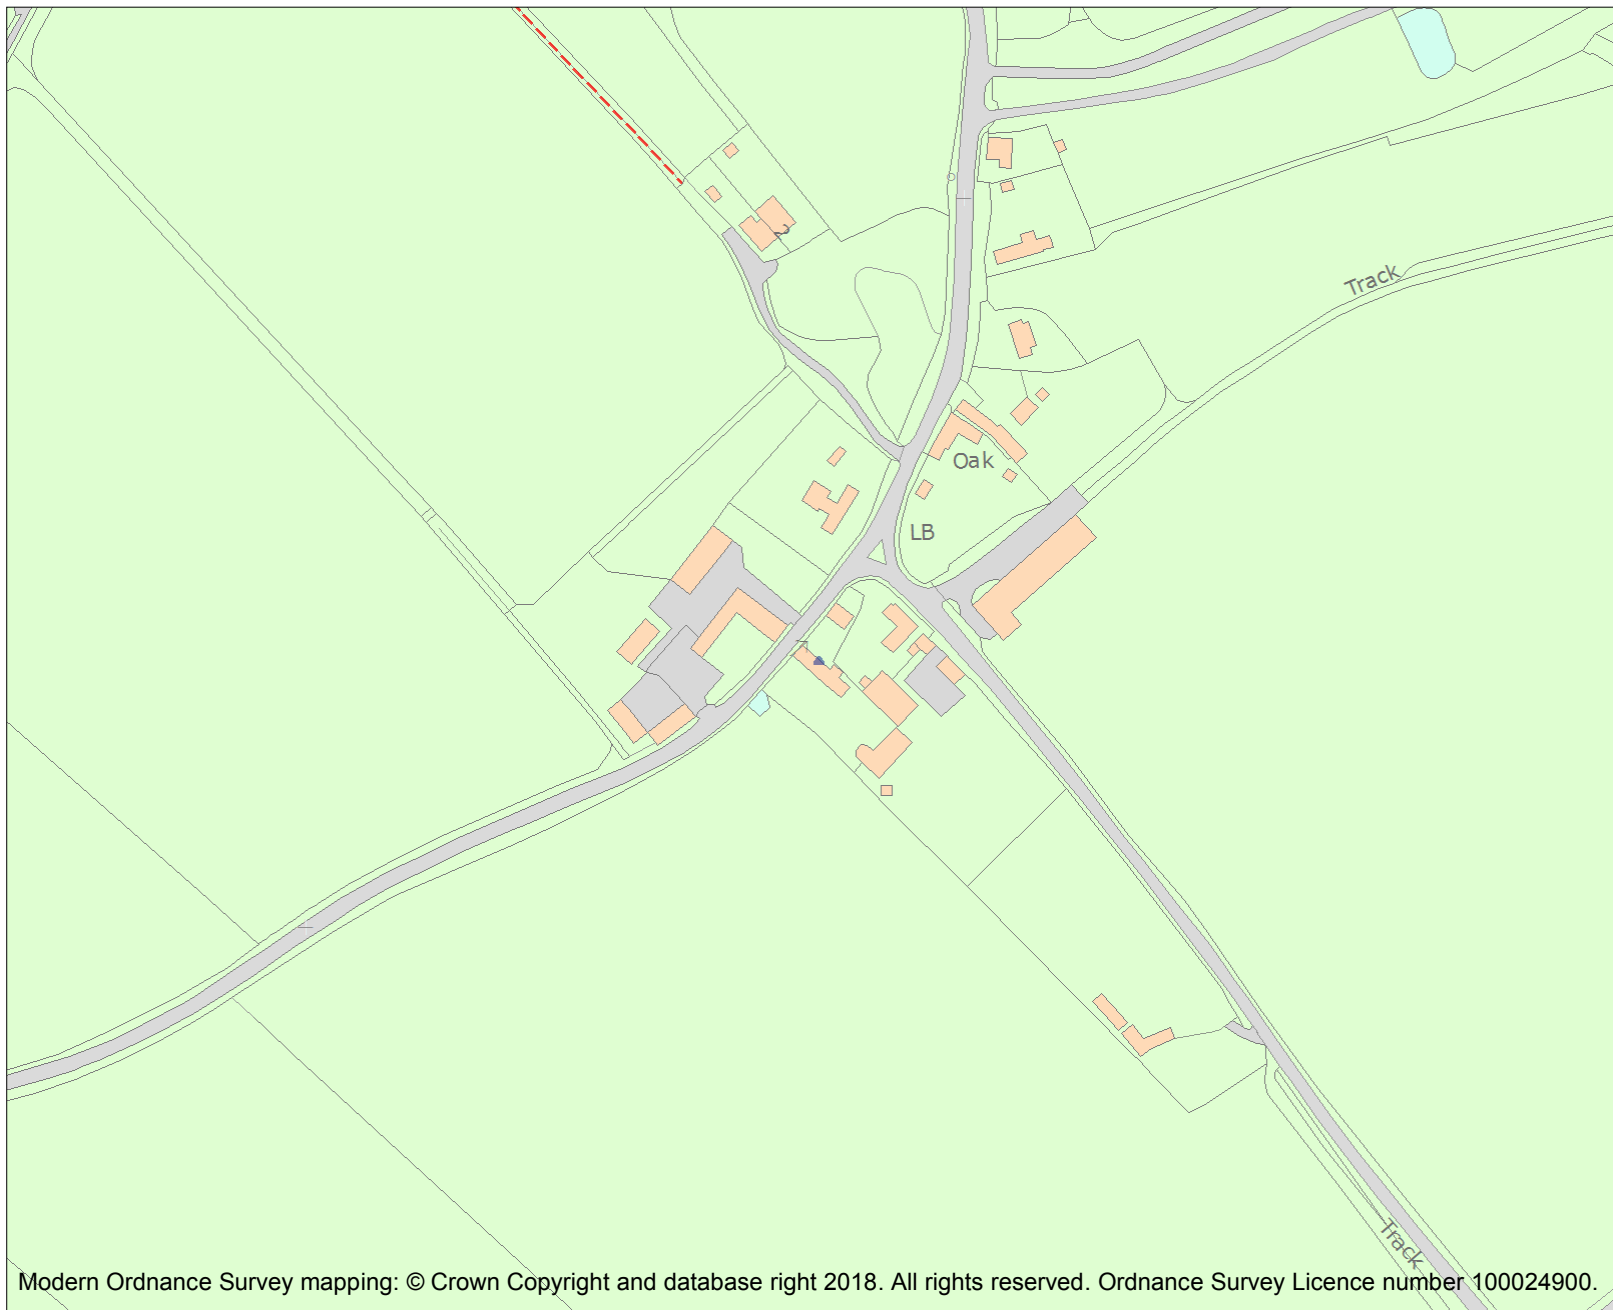 2
Track
Oak
LB
Track
Modern Ordnance Survey mapping: © Crown Copyright and database right 2018. All rights reserved. Ordnance Survey Licence number 100024900.